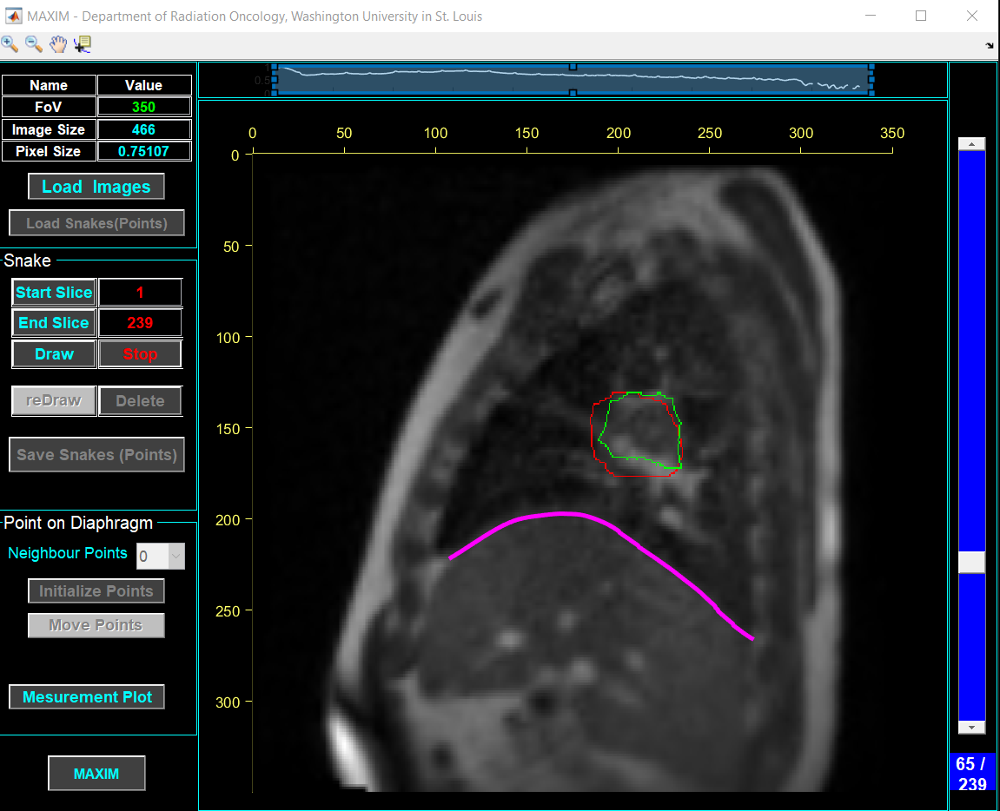 MAXIM - Department of Radiation Oncology, Washington University in St. Louis
Name Value
FoV 350
Image Size 466
Pixel Size 0.75107
Load Images
Load Snakes(Points)
Snake
Start Slice 1
End Slice 239
Draw Stop
reDraw Delete
Save Snakes (Points)
Point on Diaphragm
Neighbour Points 0
Initialize Points
Move Points
Mesurement Plot
MAXIM
0.5
0
0 50 100 150 200 250 300 350
0
50
100
150
200
250
300
65 /
239